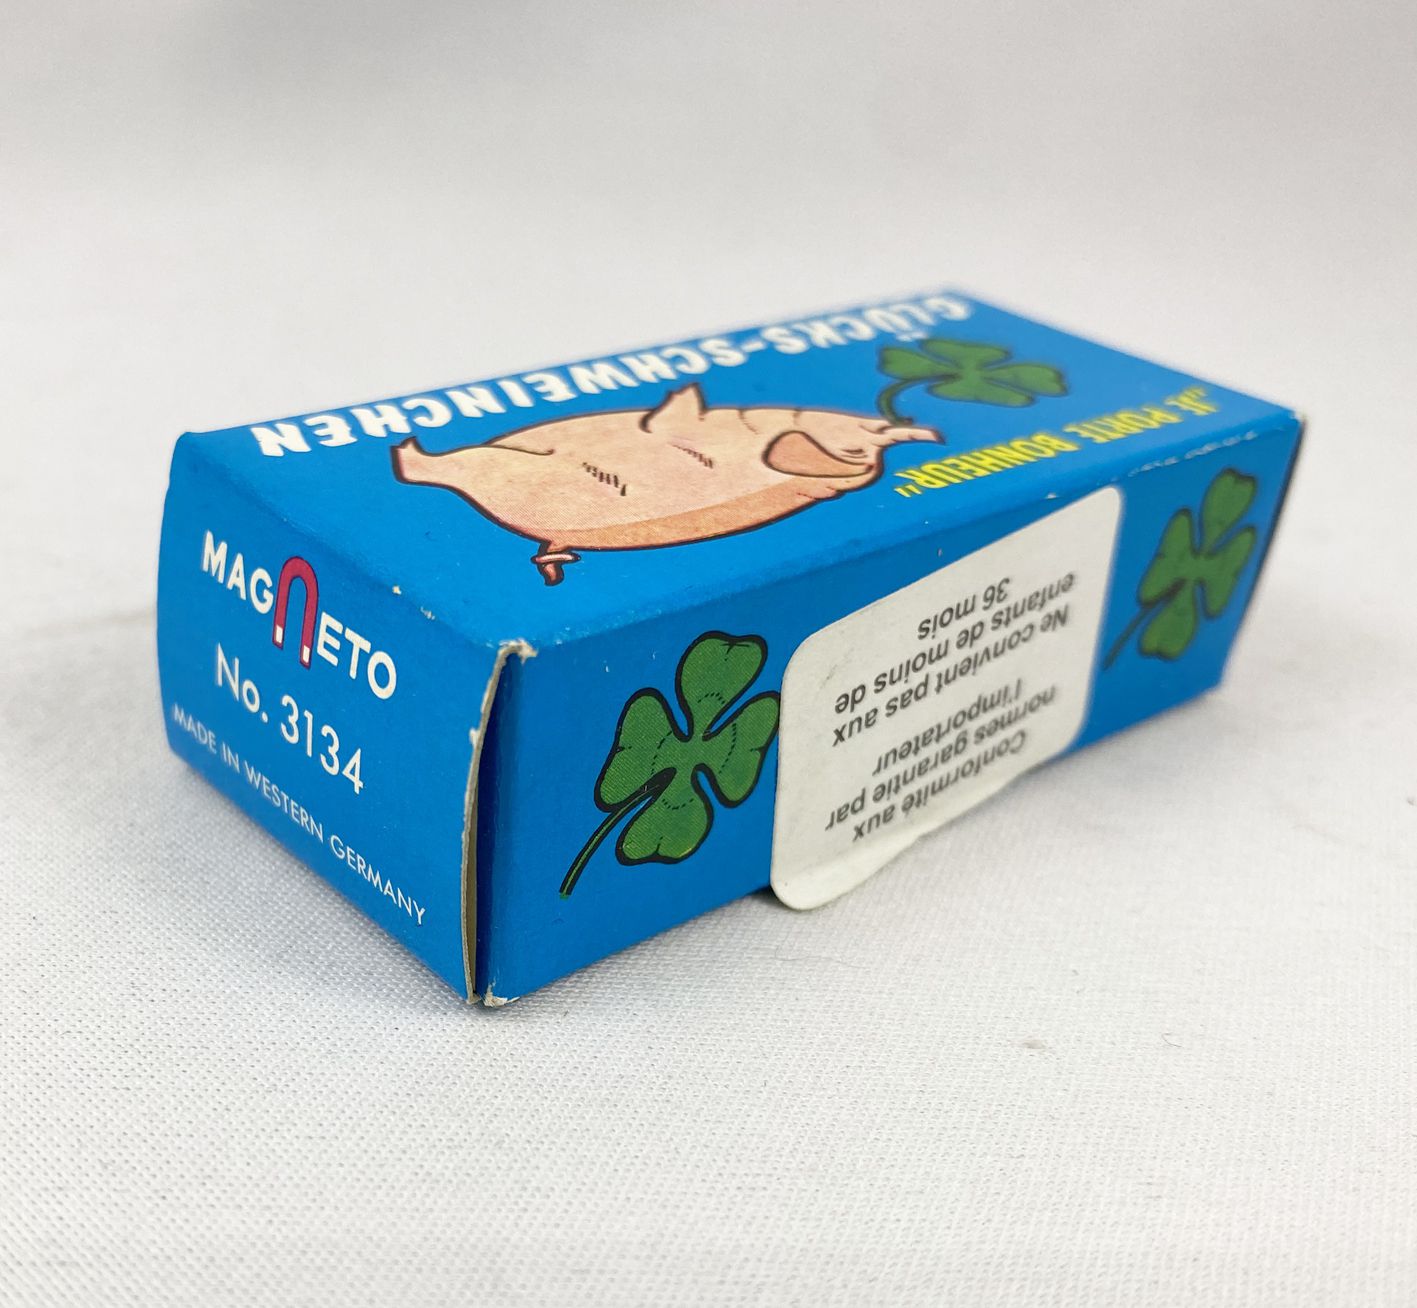 GLÜCKS-SCHWEINCHEN
„JE PORTE BONHEUR"
MAGNETO
No. 3134
MADE IN WESTERN GERMANY
Conformité aux
normes garantie par
l'importateur
Ne convient pas aux
enfants de moins de
36 mois